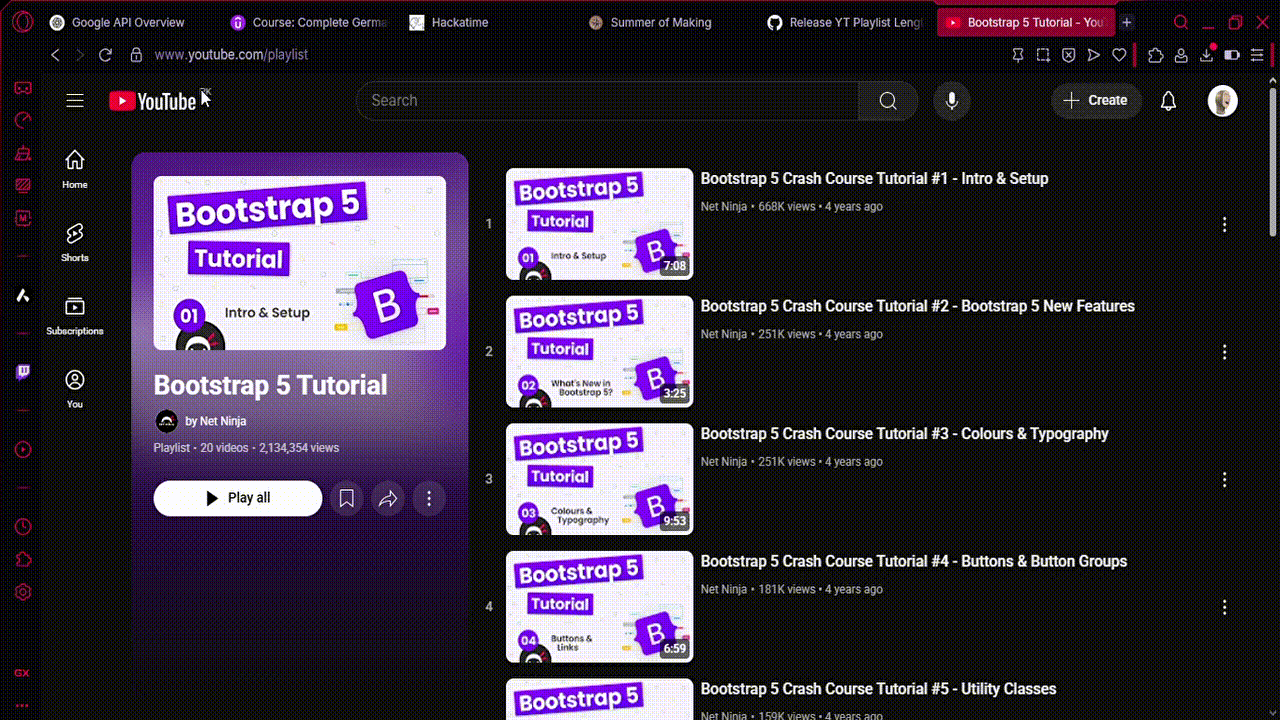 Google API Overview
Course: Complete Germa
Hackatime
Summer of Making
Release YT Playlist Leng
Bootstrap 5 Tutorial - You
www.youtube.com/playlist
YouTube
Search
Create
Home
Shorts
Subscriptions
You
M
GX
Bootstrap 5
Tutorial
01
Intro & Setup
B
Bootstrap 5 Tutorial
by Net Ninja
Playlist • 20 videos • 2,134,354 views
Play all
1
Bootstrap 5
Tutorial
01
Intro & Setup
B
7:08
Bootstrap 5 Crash Course Tutorial #1 - Intro & Setup
Net Ninja • 668K views • 4 years ago
2
Bootstrap 5
Tutorial
02
What's New in
Bootstrap 5?
B
3:25
Bootstrap 5 Crash Course Tutorial #2 - Bootstrap 5 New Features
Net Ninja • 251K views • 4 years ago
3
Bootstrap 5
Tutorial
03
Colours &
Typography
B
9:53
Bootstrap 5 Crash Course Tutorial #3 - Colours & Typography
Net Ninja • 251K views • 4 years ago
4
Bootstrap 5
Tutorial
04
Buttons &
Links
B
6:59
Bootstrap 5 Crash Course Tutorial #4 - Buttons & Button Groups
Net Ninja • 181K views • 4 years ago
Bootstrap 5
Bootstrap 5 Crash Course Tutorial #5 - Utility Classes
Net Ninja • 159K views • 4 years ago